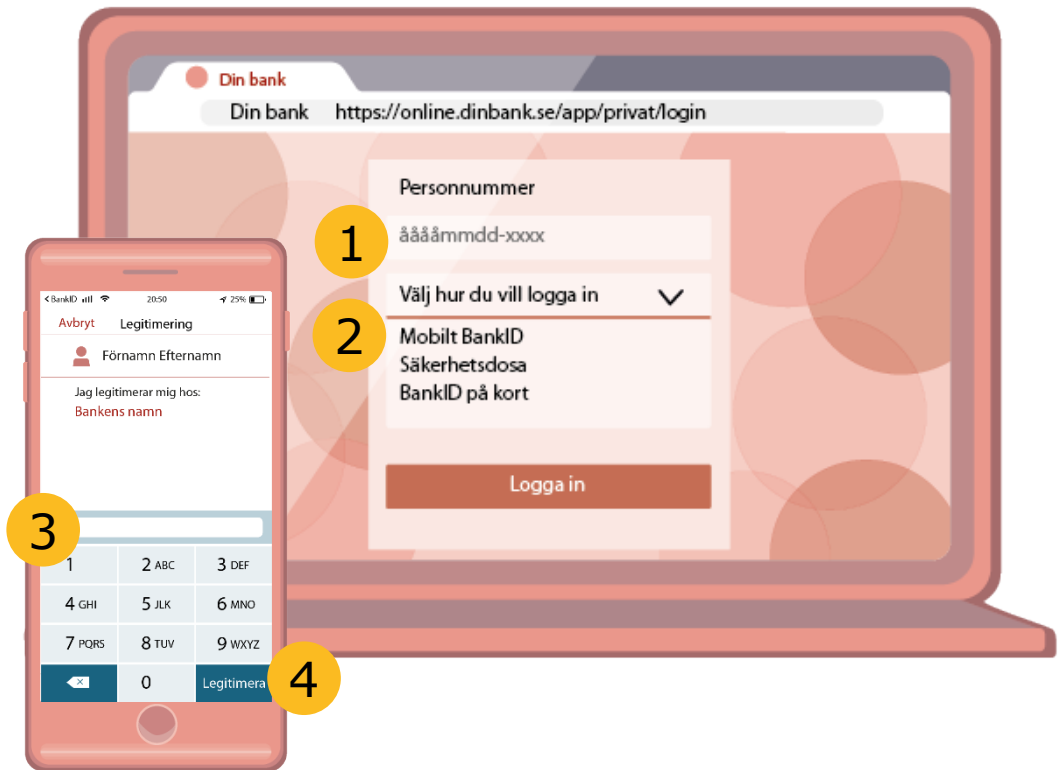 Din bank
Din bank https://online.dinbank.se/app/privat/login
Personnummer
1
ååååmmdd-xxxx
Välj hur du vill logga in
2
Mobilt BankID
Säkerhetsdosa
BankID på kort
Logga in
BankID 20:50 25%
Avbryt Legitimering
Förnamn Efternamn
Jag legitimerar mig hos:
Bankens namn
3
1 2 ABC 3 DEF
4 GHI 5 JLK 6 MNO
7 PQRS 8 TUV 9 WXYZ
0 Legitimera
4